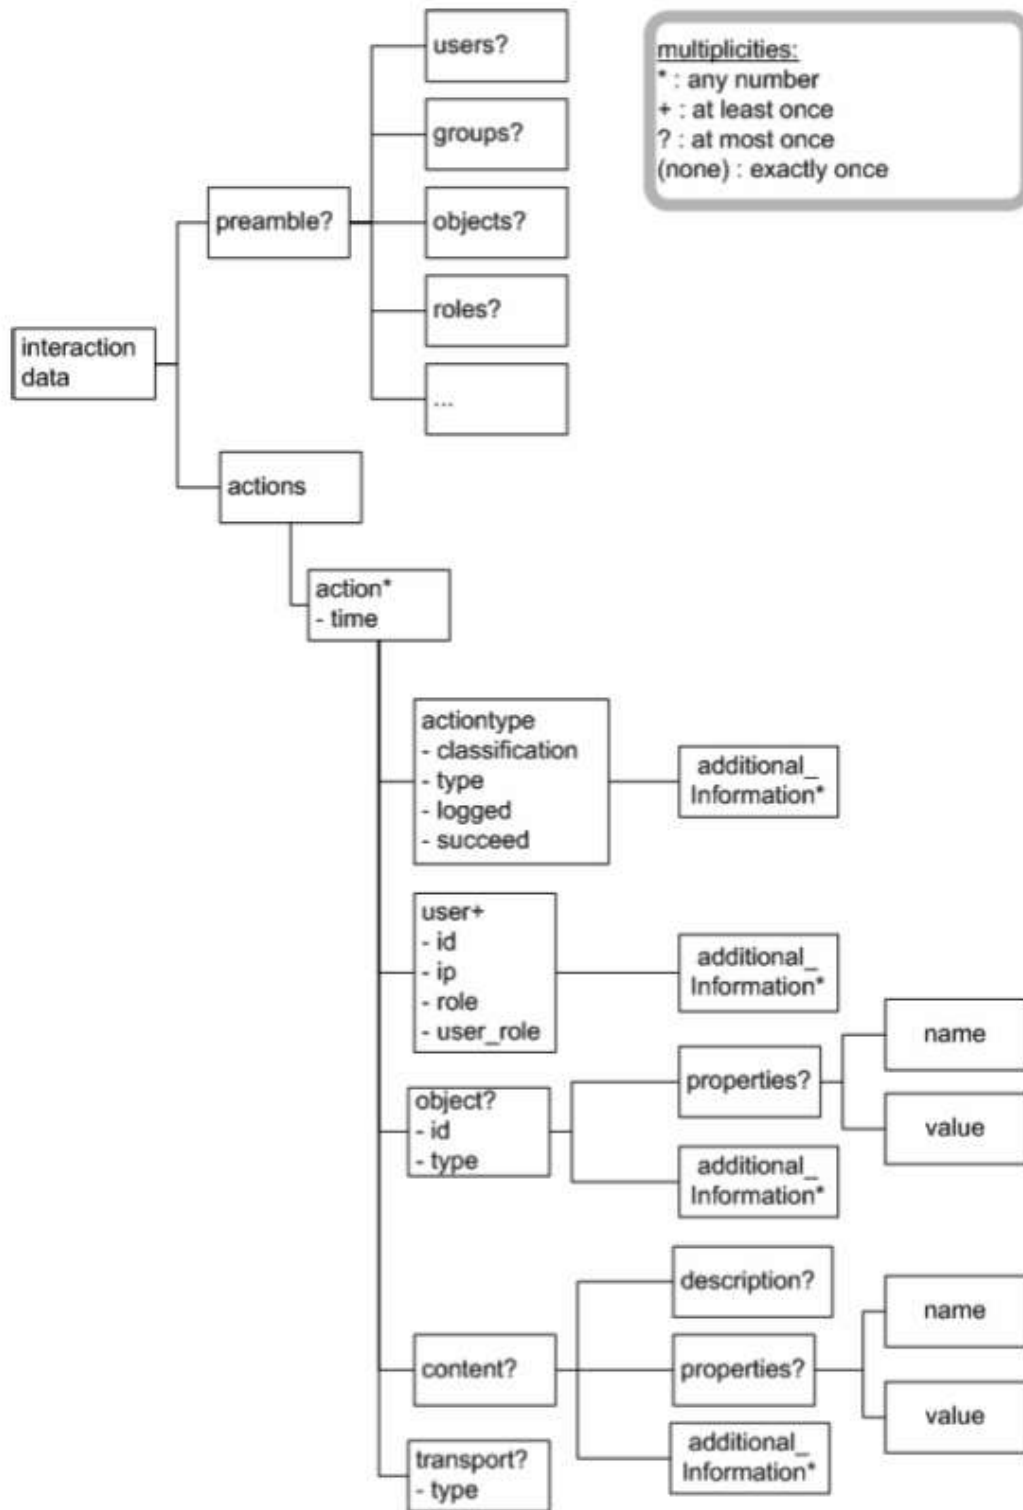 users?
multiplicities:
* : any number
+ : at least once
? : at most once
(none) : exactly once
groups?
preamble?
objects?
roles?
interaction
data
...
actions
action*
- time
actiontype
- classification
- type
- logged
- succeed
additional_
Information*
user+
- id
- ip
- role
- user_role
additional_
Information*
name
properties?
value
object?
- id
- type
additional_
Information*
description?
name
content?
properties?
value
additional_
Information*
transport?
- type